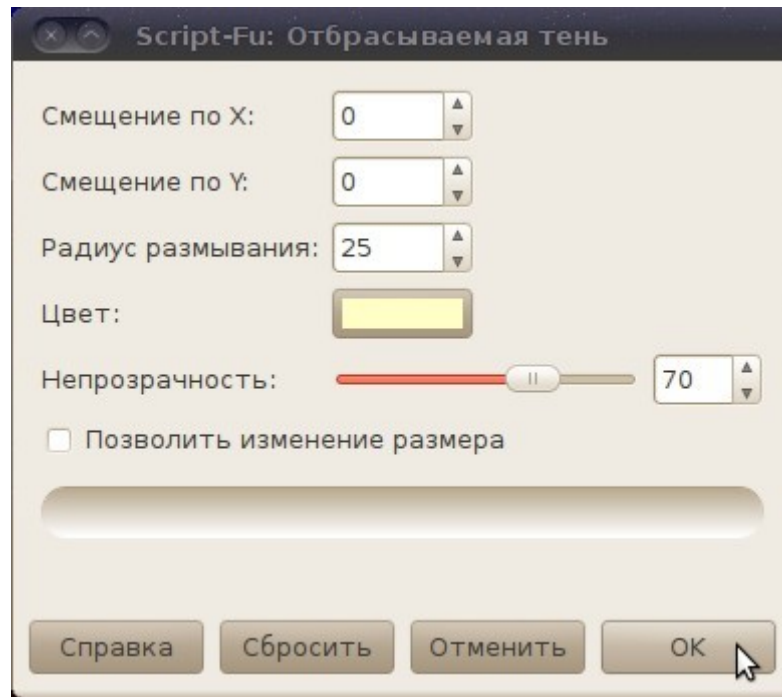 Script-Fu: Отбрасываемая тень
Смещение по X: 0
Смещение по Y: 0
Радиус размывания: 25
Цвет:
Непрозрачность: 70
Позволить изменение размера
Справка Сбросить Отменить OK